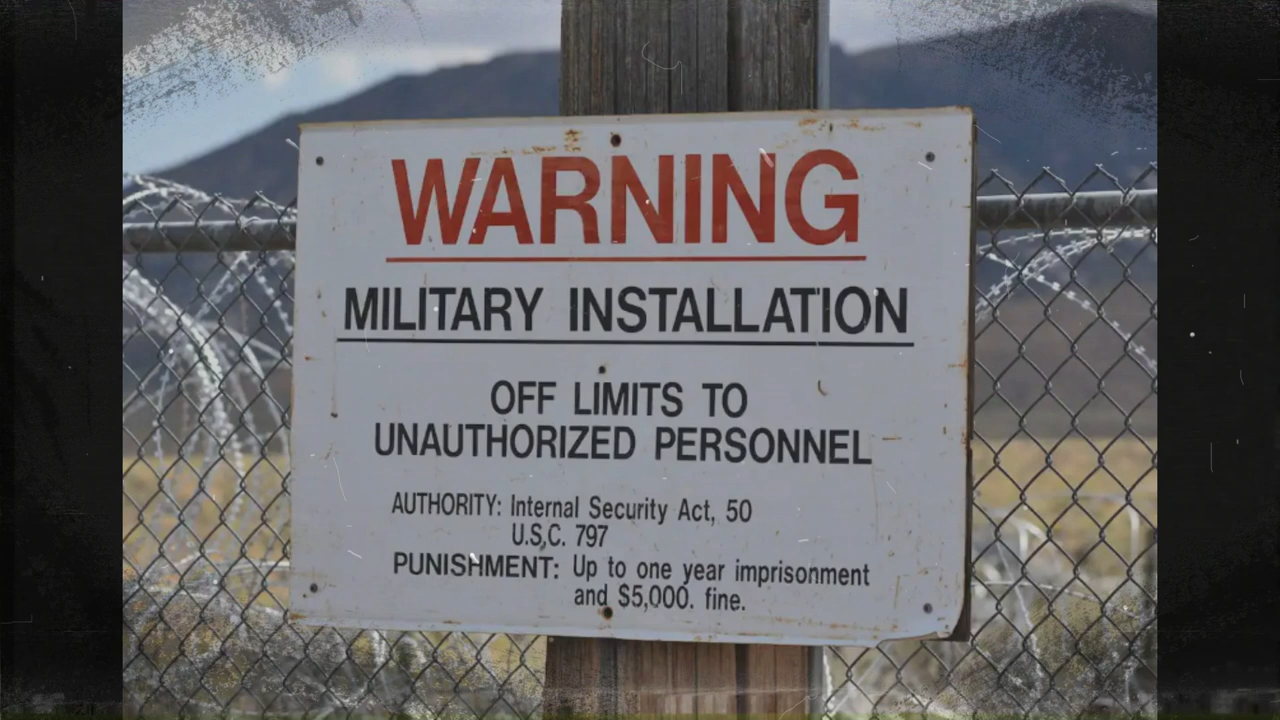 WARNING
MILITARY INSTALLATION
OFF LIMITS TO
UNAUTHORIZED PERSONNEL
AUTHORITY: Internal Security Act, 50
U.S.C. 797
PUNISHMENT: Up to one year imprisonment
and $5,000. fine.